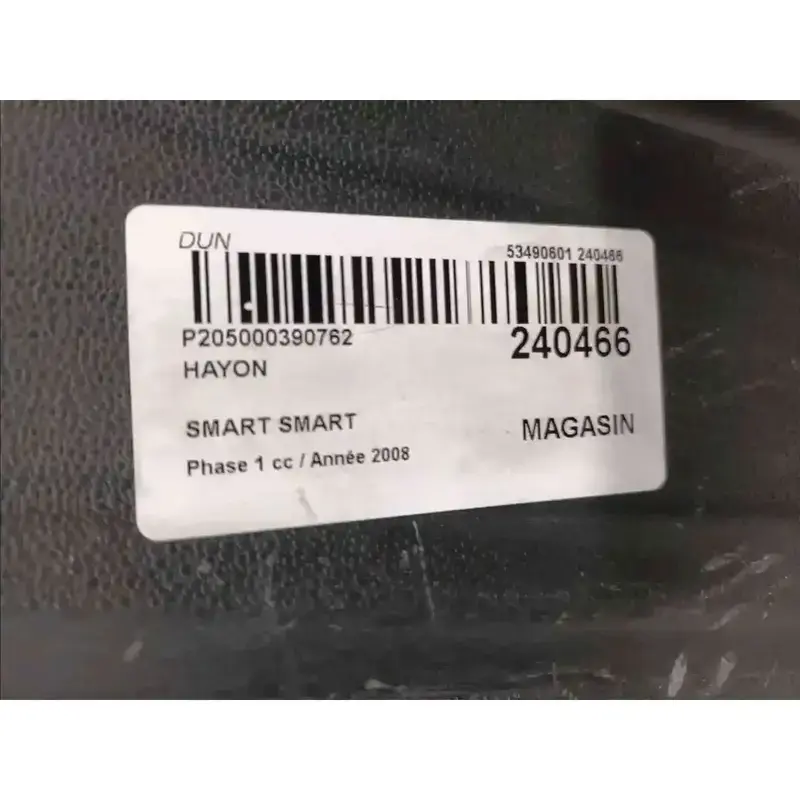 DUN
53490601 240466
P205000390762
240466
HAYON
SMART SMART
MAGASIN
Phase 1 cc / Année 2008